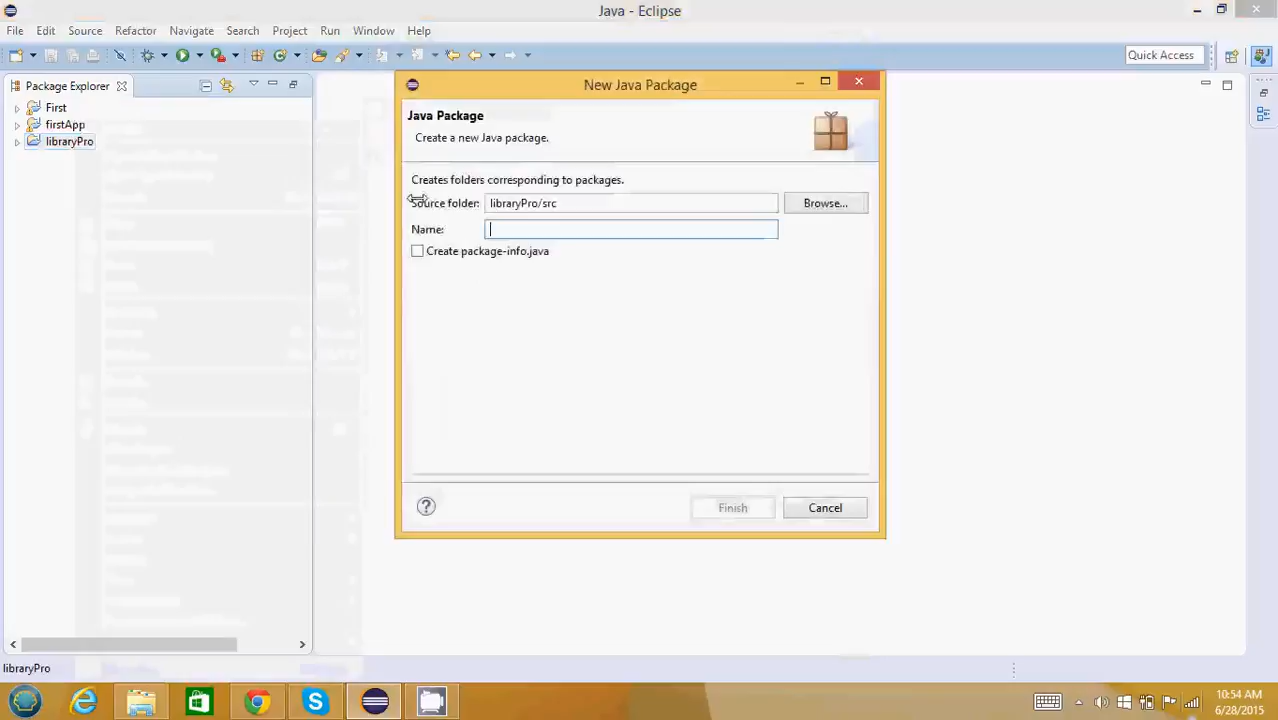 Java - Eclipse
File Edit Source Refactor Navigate Search Project Run Window Help
Quick Access
Package Explorer
New Java Package
First
firstApp
libraryPro
Java Package
Create a new Java package.
Creates folders corresponding to packages.
Source folder: libraryPro/src Browse...
Name:
Create package-info.java
? Finish Cancel
libraryPro
10:54 AM
6/28/2015